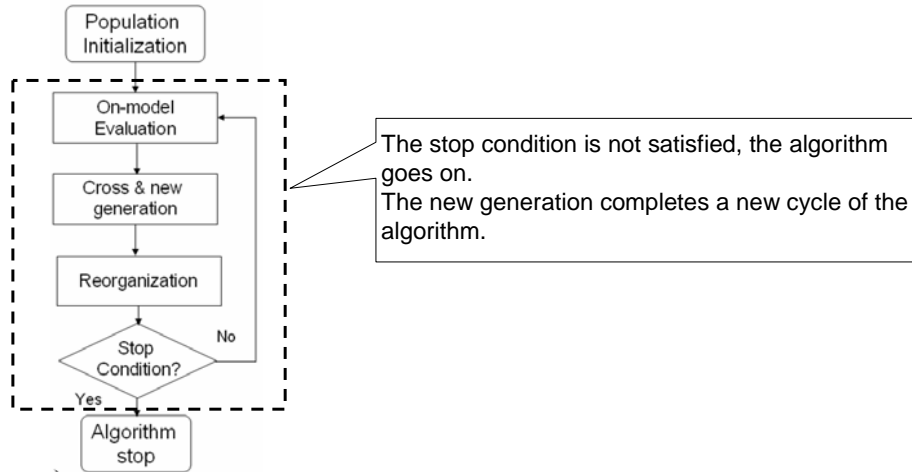 Population
Initialization
On-model
Evaluation
Cross & new
generation
Reorganization
Stop
Condition?
No
Yes
Algorithm
stop
The stop condition is not satisfied, the algorithm
goes on.
The new generation completes a new cycle of the
algorithm.